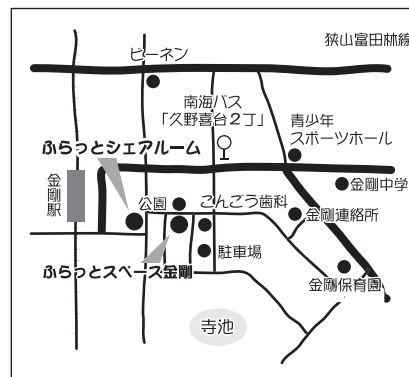 狭山富田林線
ビーネン
南海バス
「久野喜台２丁」
青少年
スポーツホール
ふらっとシェアルーム
金剛駅
公園
こんごう歯科
金剛中学
金剛連絡所
ふらっとスペース金剛
駐車場
金剛保育園
寺池